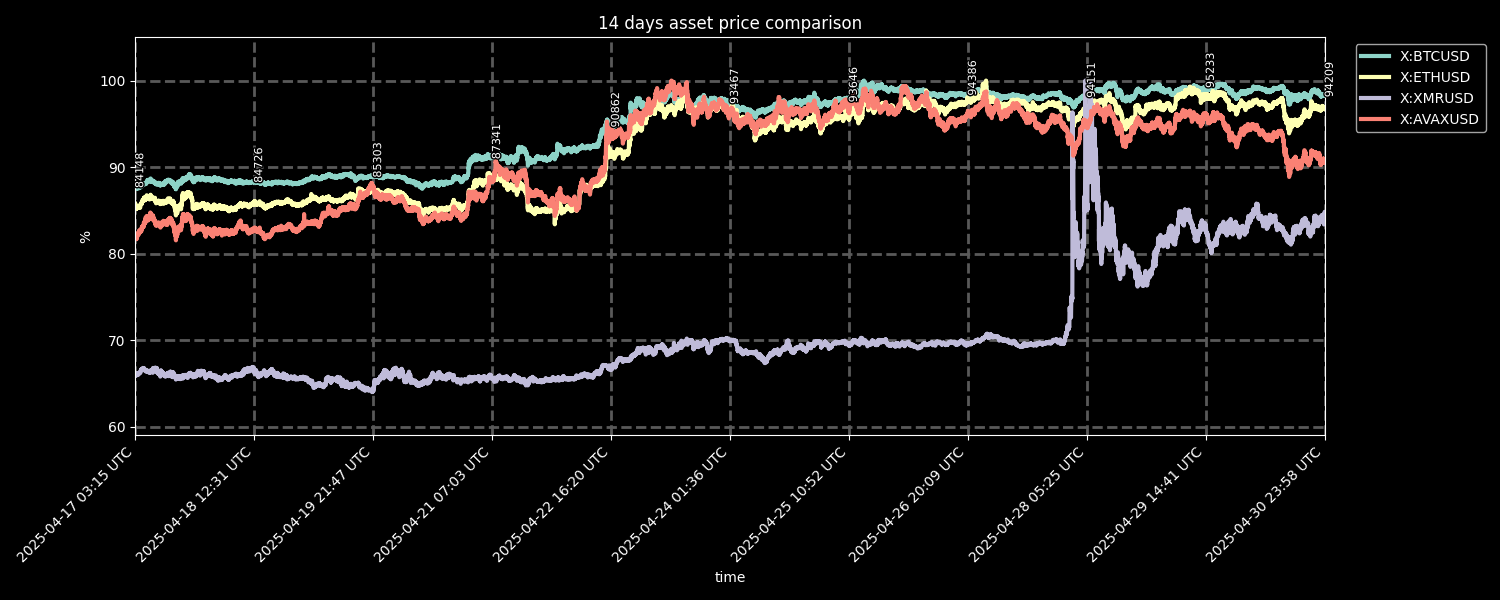 14 days asset price comparison
X:BTCUSD
X:ETHUSD
X:XMRUSD
X:AVAXUSD
100
90
80
70
60
%
84148
84726
85303
87341
90862
93467
93646
94386
94151
95233
94209
2025-04-17 03:15 UTC
2025-04-18 12:31 UTC
2025-04-19 21:47 UTC
2025-04-21 07:03 UTC
2025-04-22 16:20 UTC
2025-04-24 01:36 UTC
2025-04-25 10:52 UTC
2025-04-26 20:09 UTC
2025-04-28 05:25 UTC
2025-04-29 14:41 UTC
2025-04-30 23:58 UTC
time